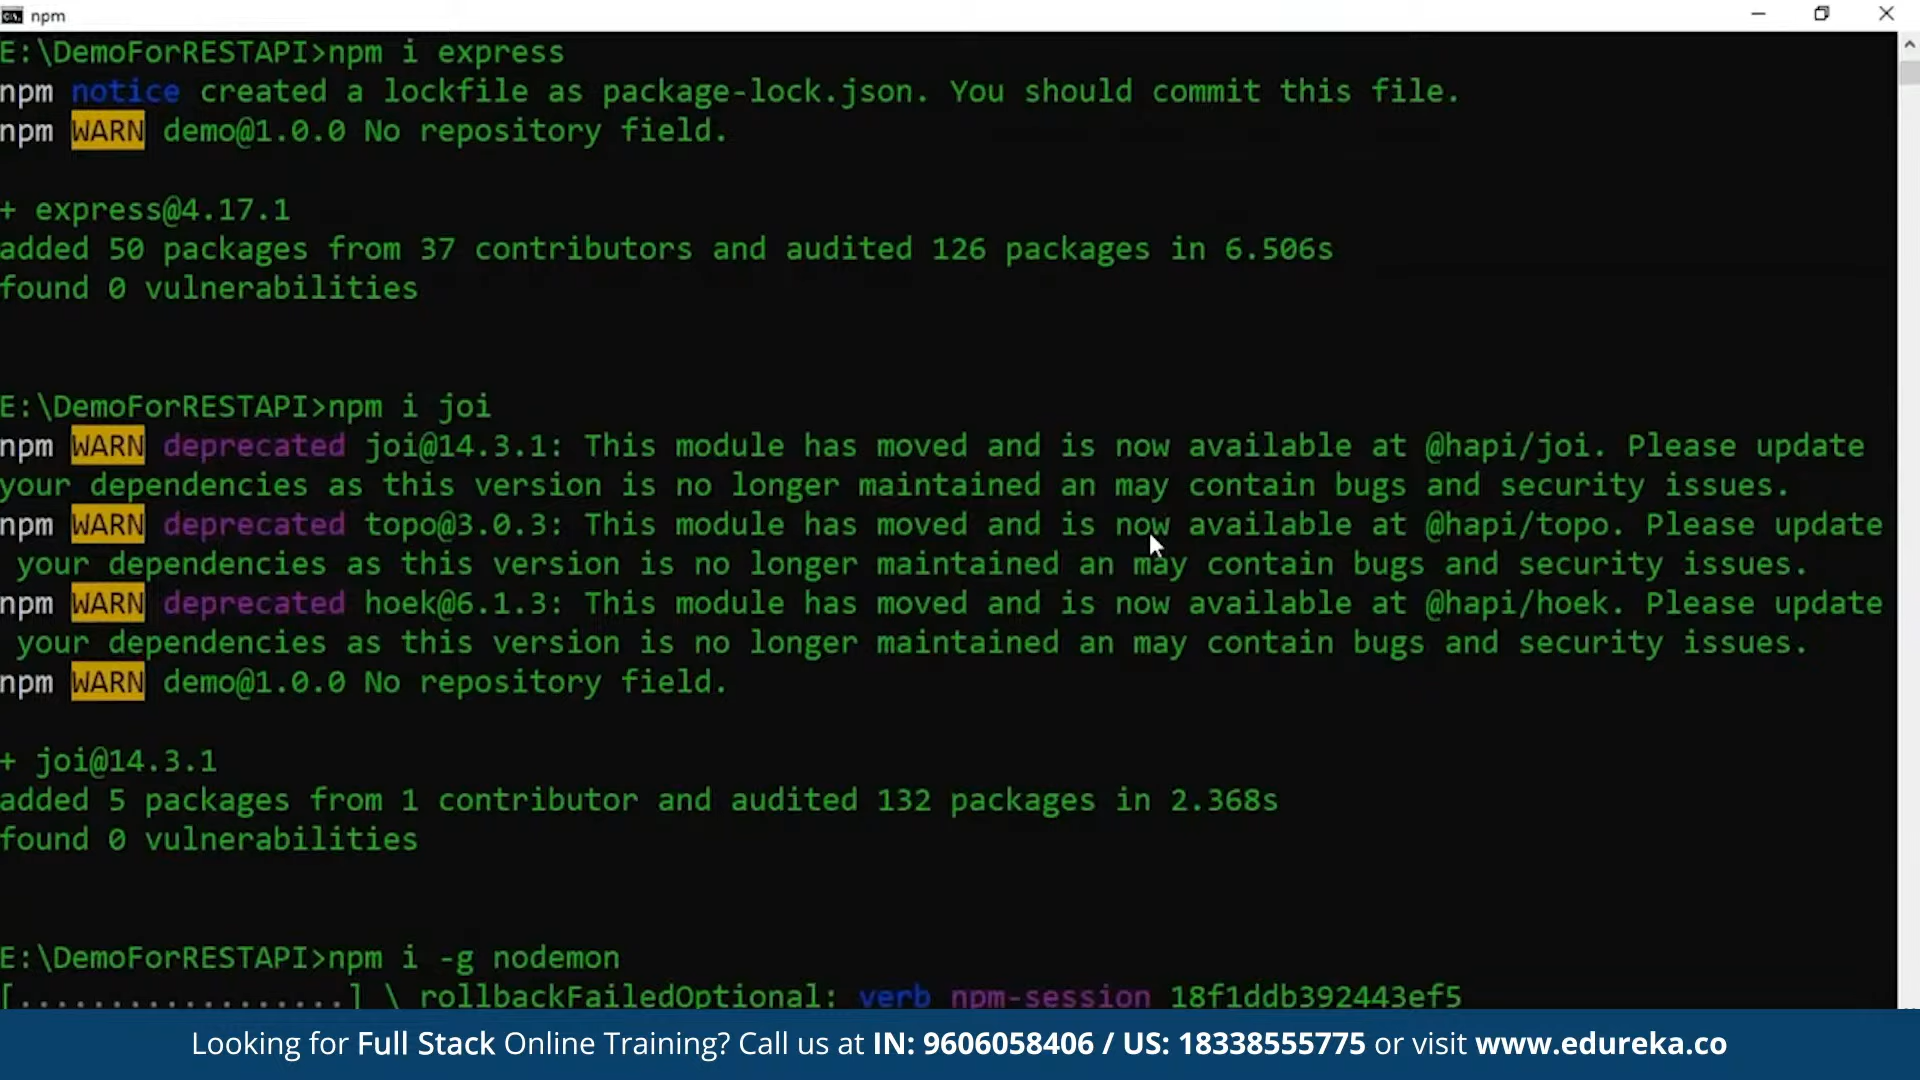 npm
E:\DemoForRESTAPI>npm i express
npm notice created a lockfile as package-lock.json. You should commit this file.
npm WARN demo@1.0.0 No repository field.
+ express@4.17.1
added 50 packages from 37 contributors and audited 126 packages in 6.506s
found 0 vulnerabilities
E:\DemoForRESTAPI>npm i joi
npm WARN deprecated joi@14.3.1: This module has moved and is now available at @hapi/joi. Please update
your dependencies as this version is no longer maintained an may contain bugs and security issues.
npm WARN deprecated topo@3.0.3: This module has moved and is now available at @hapi/topo. Please update
your dependencies as this version is no longer maintained an may contain bugs and security issues.
npm WARN deprecated hoek@6.1.3: This module has moved and is now available at @hapi/hoek. Please update
your dependencies as this version is no longer maintained an may contain bugs and security issues.
npm WARN demo@1.0.0 No repository field.
+ joi@14.3.1
added 5 packages from 1 contributor and audited 132 packages in 2.368s
found 0 vulnerabilities
E:\DemoForRESTAPI>npm i -g nodemon
[..................] \ rollbackFailedOptional: verb npm-session 18f1ddb392443ef5
Looking for Full Stack Online Training? Call us at IN: 9606058406 / US: 18338555775 or visit www.edureka.co